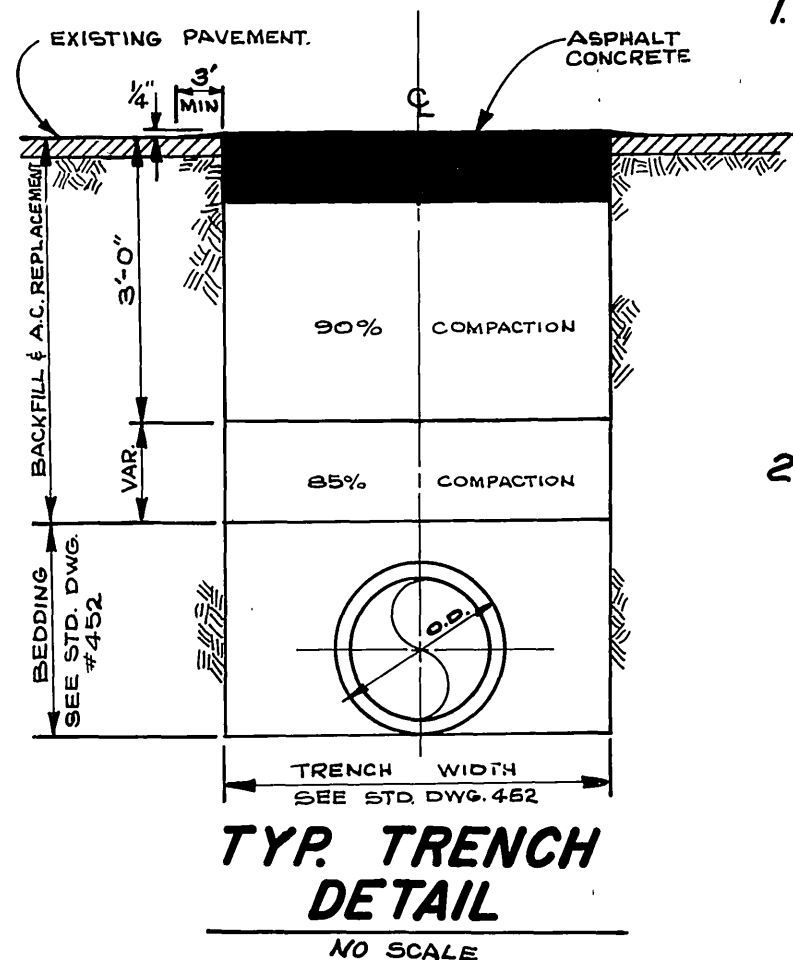 1.
EXISTING PAVEMENT.
ASPHALT
CONCRETE
3'
MIN
1/4"
℄
BACKFILL & A.C. REPLACEMENT
3'-0"
90% COMPACTION
VAR.
85% COMPACTION
2
BEDDING
SEE STD. DWG.
#452
O.D.
TRENCH WIDTH
SEE STD. DWG. 452
TYP. TRENCH
DETAIL
NO SCALE